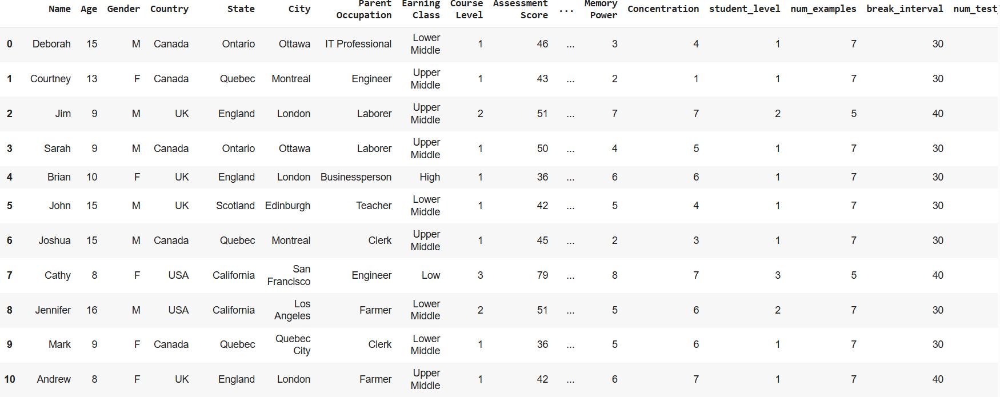 Name Age Gender Country State City Parent Occupation Earning Class Course Level Assessment Score ... Memory Power Concentration student_level num_examples break_interval num_test
0 Deborah 15 M Canada Ontario Ottawa IT Professional Lower Middle 1 46 ... 3 4 1 7 30
1 Courtney 13 F Canada Quebec Montreal Engineer Upper Middle 1 43 ... 2 1 1 7 30
2 Jim 9 M UK England London Laborer Upper Middle 2 51 ... 7 7 2 5 40
3 Sarah 9 M Canada Ontario Ottawa Laborer Upper Middle 1 50 ... 4 5 1 7 30
4 Brian 10 F UK England London Businessperson High 1 36 ... 6 6 1 7 30
5 John 15 M UK Scotland Edinburgh Teacher Lower Middle 1 42 ... 5 4 1 7 30
6 Joshua 15 M Canada Quebec Montreal Clerk Upper Middle 1 45 ... 2 3 1 7 30
7 Cathy 8 F USA California San Francisco Engineer Low 3 79 ... 8 7 3 5 40
8 Jennifer 16 M USA California Los Angeles Farmer Lower Middle 2 51 ... 5 6 2 7 30
9 Mark 9 F Canada Quebec Quebec City Clerk Lower Middle 1 36 ... 5 6 1 7 30
10 Andrew 8 F UK England London Farmer Upper Middle 1 42 ... 6 7 1 7 40